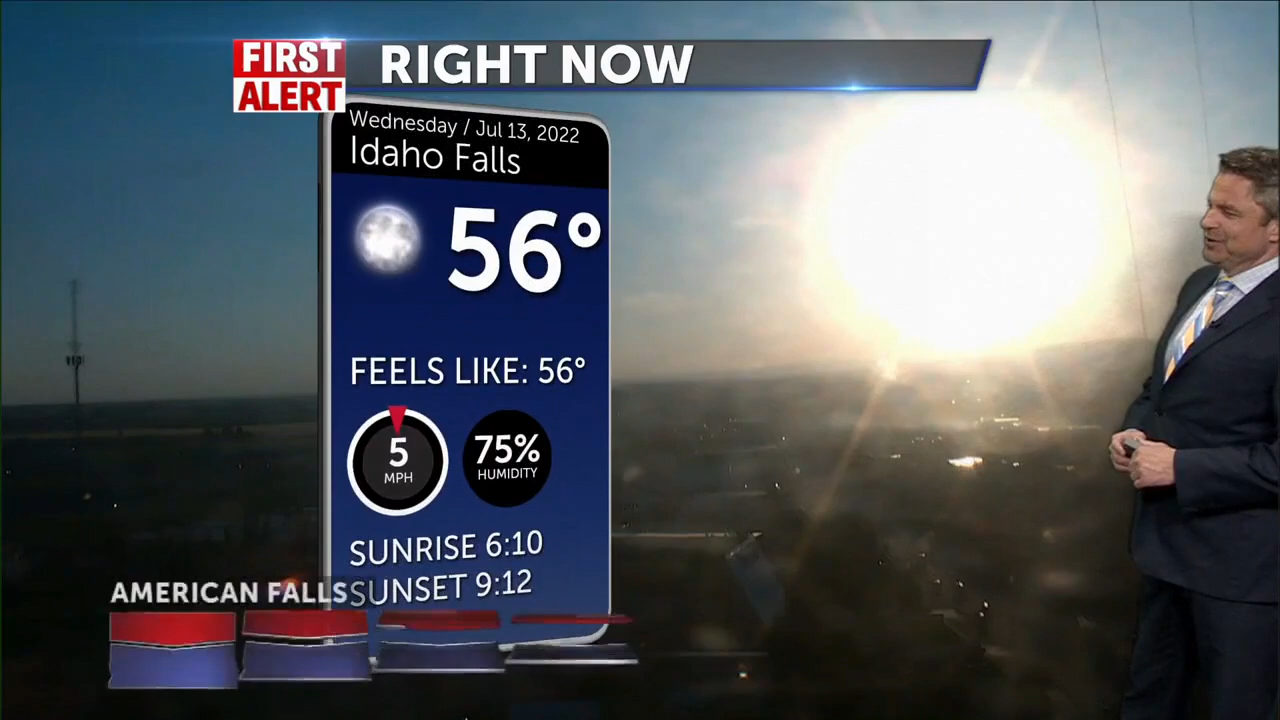 FIRST
ALERT
RIGHT NOW
Wednesday / Jul 13, 2022
Idaho Falls
56°
FEELS LIKE: 56°
5
MPH
75%
HUMIDITY
SUNRISE 6:10
SUNSET 9:12
AMERICAN FALLS